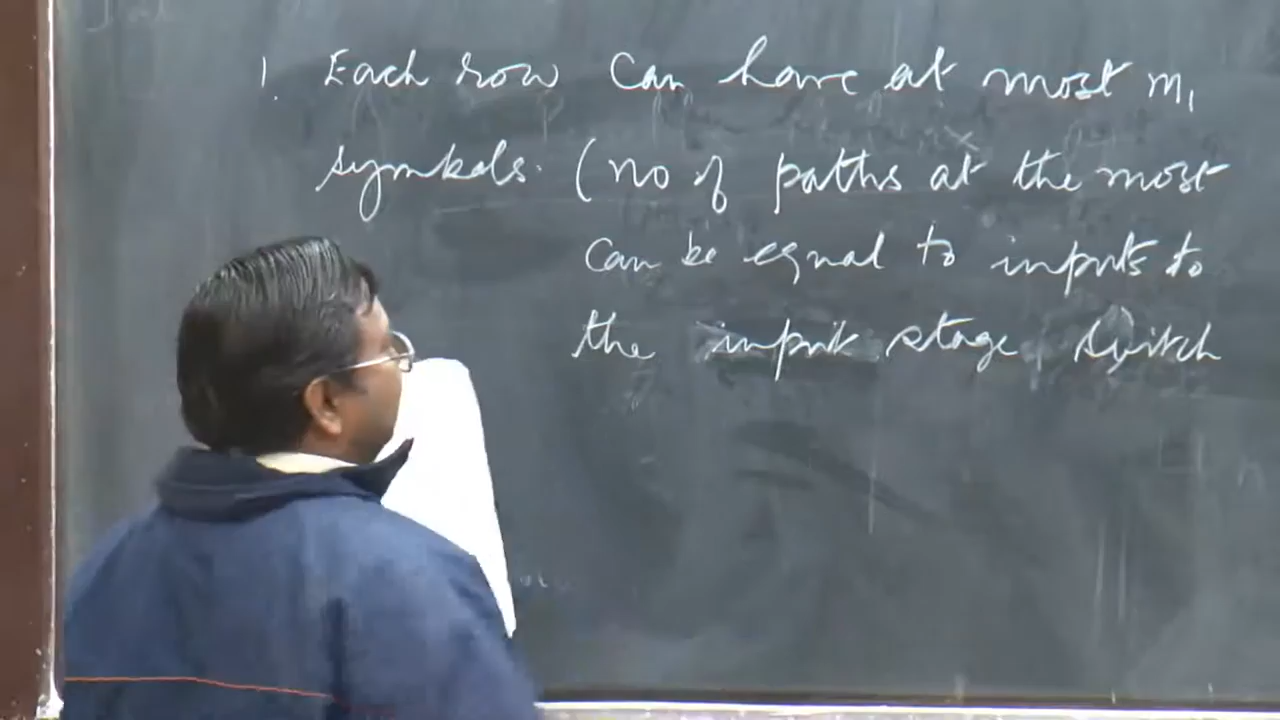 1. Each row can have at most m1
symbols. (no of paths at the most
can be equal to inputs to
the input stage switch